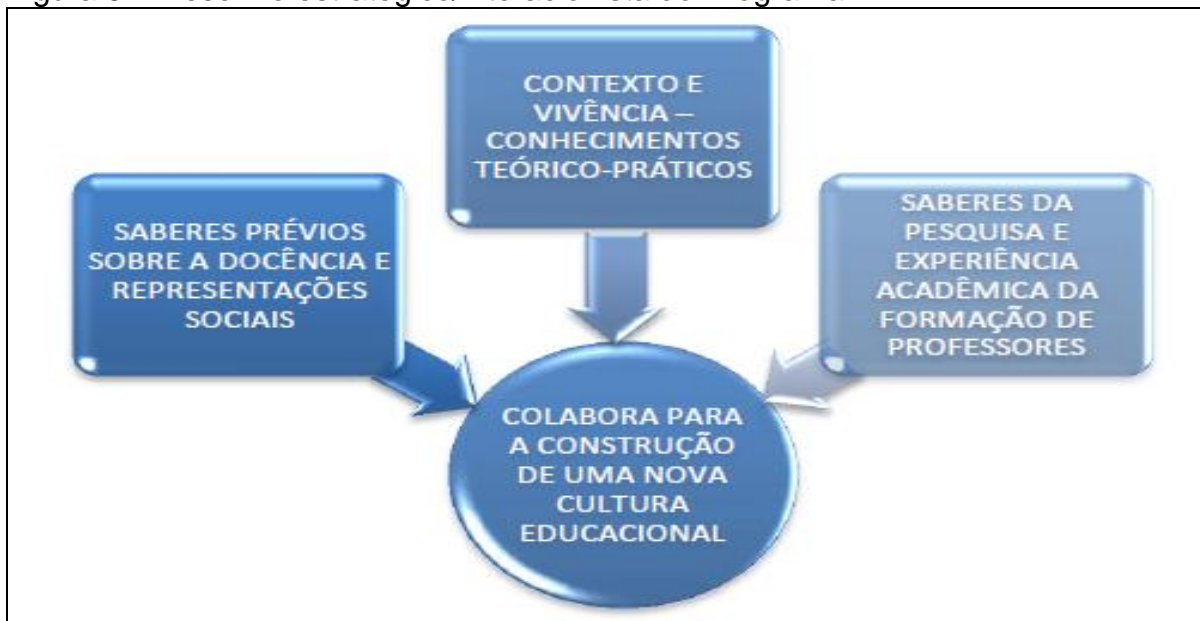 CONTEXTO E
VIVÊNCIA –
CONHECIMENTOS
TEÓRICO-PRÁTICOS
SABERES PRÉVIOS
SOBRE A DOCÊNCIA E
REPRESENTAÇÕES
SOCIAIS
SABERES DA
PESQUISA E
EXPERIÊNCIA
ACADÊMICA DA
FORMAÇÃO DE
PROFESSORES
COLABORA PARA
A CONSTRUÇÃO
DE UMA NOVA
CULTURA
EDUCACIONAL